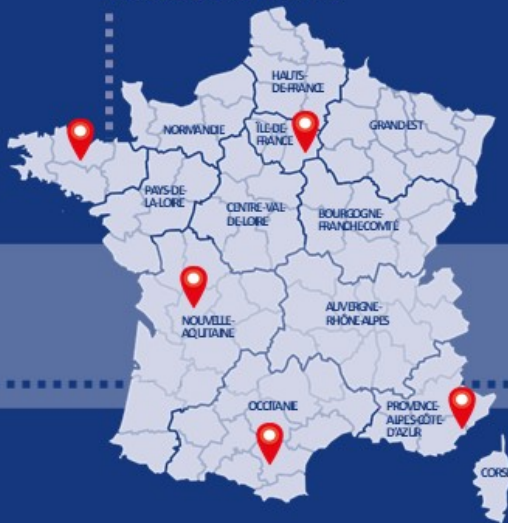 HAUTS-
DE-FRANCE
NORMANDIE
ÎLE-DE-
FRANCE
GRAND-EST
PAYS-DE-
LA-LOIRE
CENTRE-VAL
DE-LOIRE
BOURGOGNE-
FRANCHE-COMTÉ
NOUVELLE-
AQUITAINE
AUVERGNE-
RHÔNE-ALPES
OCCITANIE
PROVENCE-
ALPES-CÔTE-
D'AZUR
CORS